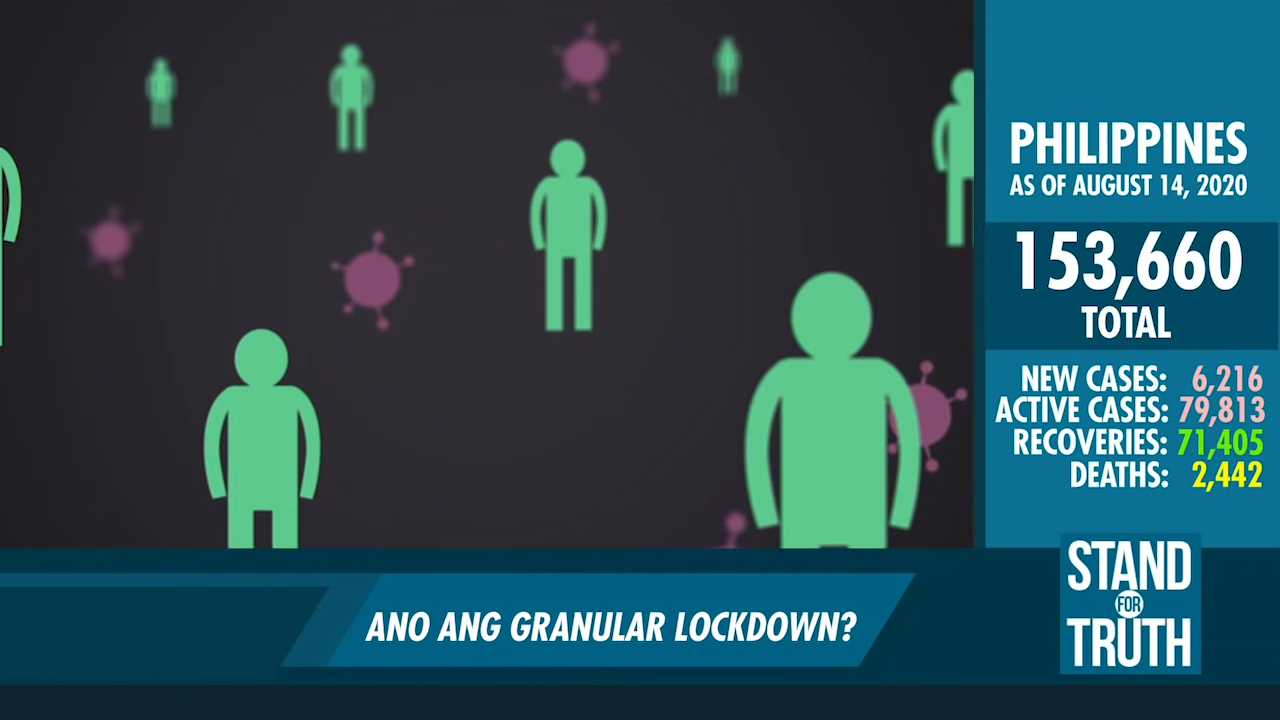 PHILIPPINES
AS OF AUGUST 14, 2020
153,660
TOTAL
NEW CASES: 6,216
ACTIVE CASES: 79,813
RECOVERIES: 71,405
DEATHS: 2,442
ANO ANG GRANULAR LOCKDOWN?
STAND
FOR
TRUTH